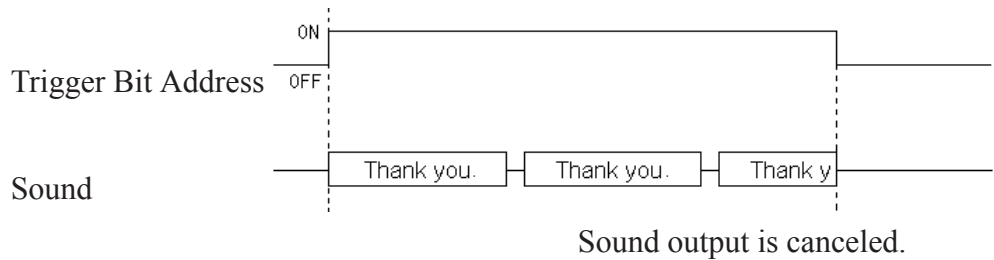 ON
Trigger Bit Address OFF
Sound Thank you. Thank you. Thank y
Sound output is canceled.